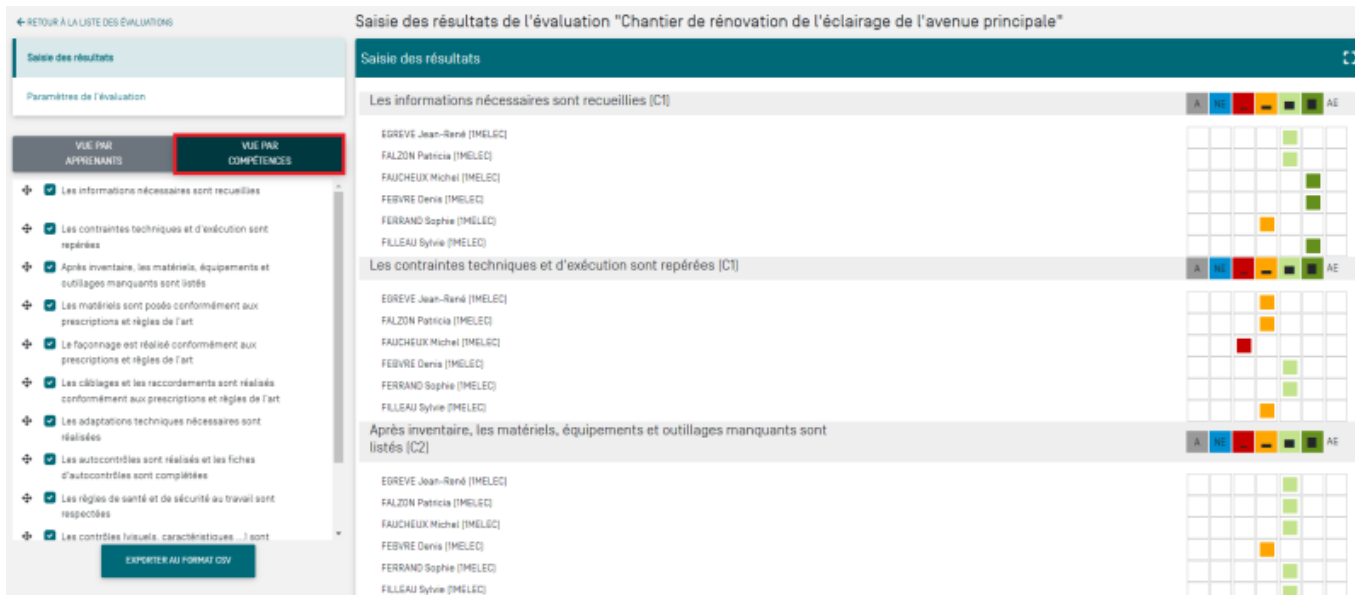 ← RETOUR À LA LISTE DES ÉVALUATIONS
Saisie des résultats de l'évaluation "Chantier de rénovation de l'éclairage de l'avenue principale"
Saisie des résultats
Paramètres de l'évaluation
VUE PAR
APPRENANTS
VUE PAR
COMPÉTENCES
Les informations nécessaires sont recueillies
Les contraintes techniques et d'exécution sont
repérées
Après inventaire, les matériels, équipements et
outillages manquants sont listés
Les matériels sont posés conformément aux
prescriptions et règles de l'art
Le façonnage est réalisé conformément aux
prescriptions et règles de l'art
Les câblages et les raccordements sont réalisés
conformément aux prescriptions et règles de l'art
Les adaptations techniques nécessaires sont
réalisées
Les autocontrôles sont réalisés et les fiches
d'autocontrôles sont complétées
Les règles de santé et de sécurité au travail sont
respectées
Les contrôles (visuels, caractéristiques ...) sont
EXPORTER AU FORMAT CSV
Saisie des résultats
Les informations nécessaires sont recueillies (C1)
A NE AE
EGREVE Jean-René (1MELEC)
FALZON Patricia (1MELEC)
FAUCHEUX Michel (1MELEC)
FEBVRE Denis (1MELEC)
FERRAND Sophie (1MELEC)
FILLEAU Sylvie (1MELEC)
Les contraintes techniques et d'exécution sont repérées (C1)
A NE AE
EGREVE Jean-René (1MELEC)
FALZON Patricia (1MELEC)
FAUCHEUX Michel (1MELEC)
FEBVRE Denis (1MELEC)
FERRAND Sophie (1MELEC)
FILLEAU Sylvie (1MELEC)
Après inventaire, les matériels, équipements et outillages manquants sont
listés (C2)
A NE AE
EGREVE Jean-René (1MELEC)
FALZON Patricia (1MELEC)
FAUCHEUX Michel (1MELEC)
FEBVRE Denis (1MELEC)
FERRAND Sophie (1MELEC)
FILLEAU Sylvie (1MELEC)